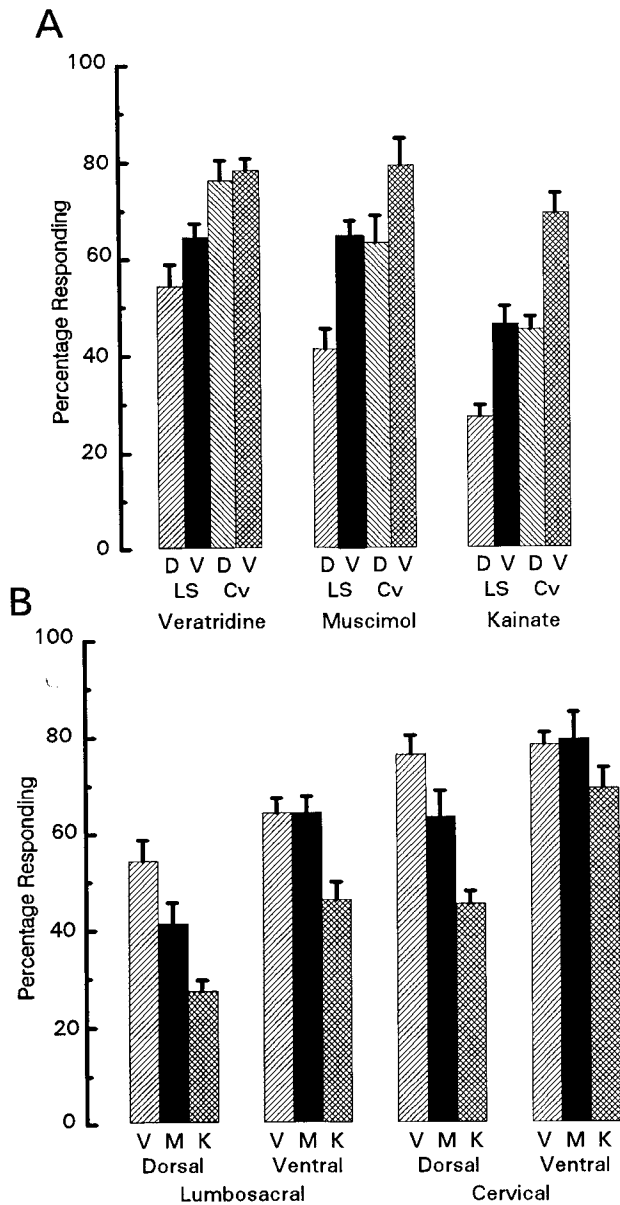 A
100
80
60
40
20
0
Percentage Responding
D V D V
LS Cv
Veratridine
D V D V
LS Cv
Muscimol
D V D V
LS Cv
Kainate
B
100
80
60
40
20
0
Percentage Responding
V M K
Dorsal
V M K
Ventral
Lumbosacral
V M K
Dorsal
V M K
Ventral
Cervical